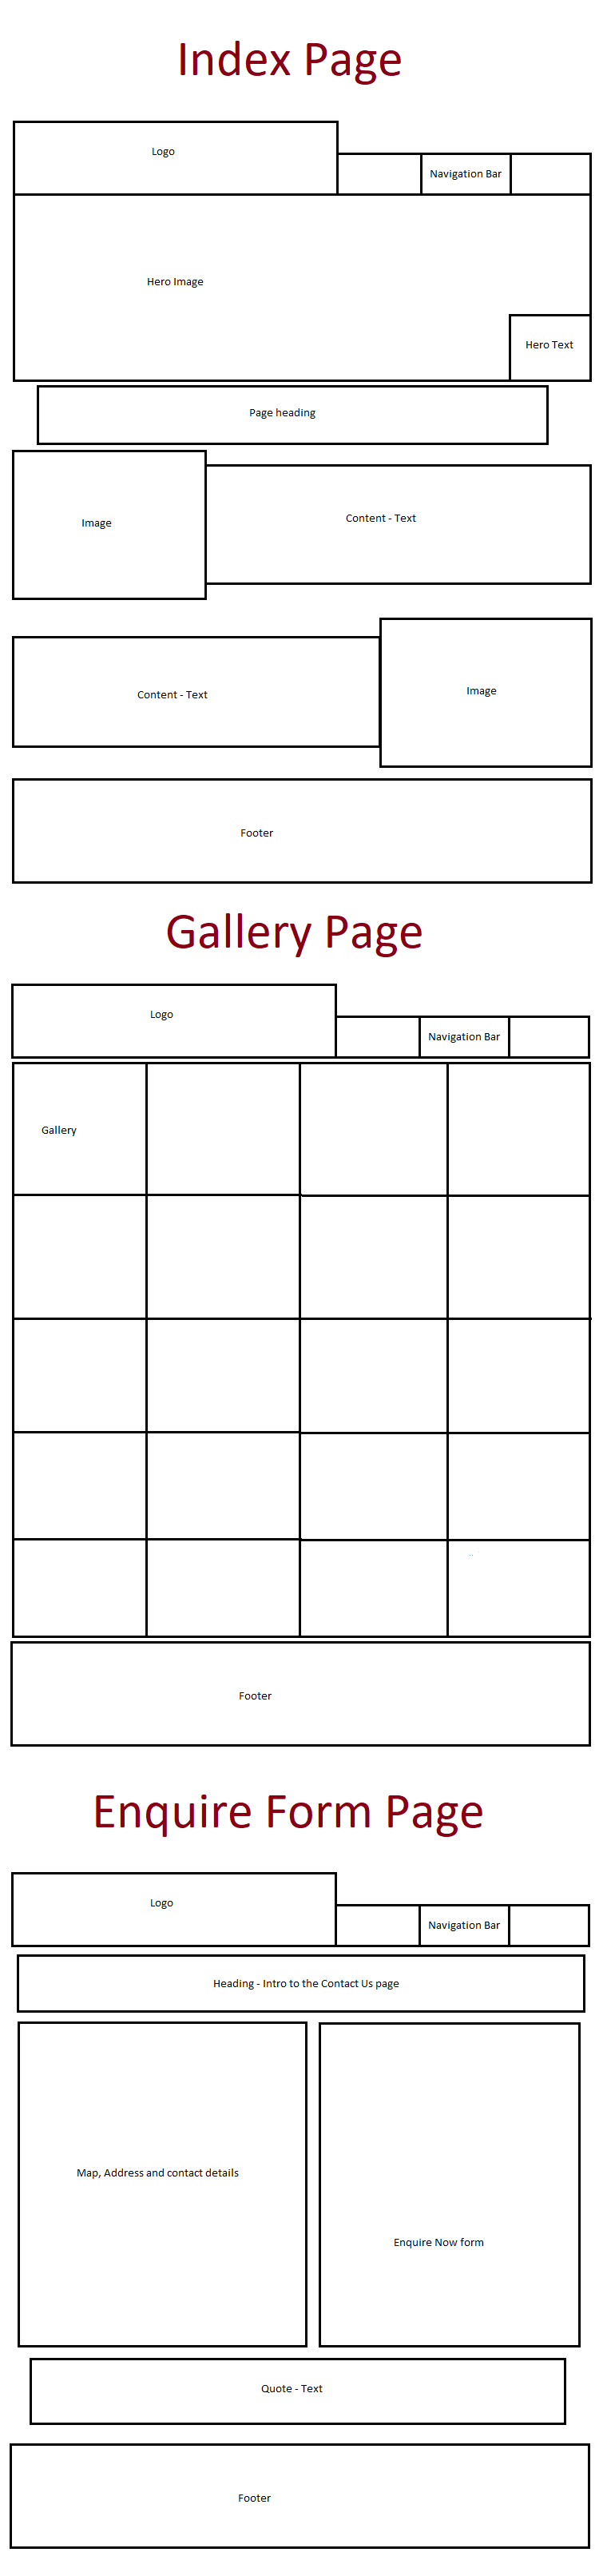 Index Page
Logo
Navigation Bar
Hero Image
Hero Text
Page heading
Image
Content - Text
Content - Text
Image
Footer
Gallery Page
Logo
Navigation Bar
Gallery
Footer
Enquire Form Page
Logo
Navigation Bar
Heading - Intro to the Contact Us page
Map, Address and contact details
Enquire Now form
Quote - Text
Footer